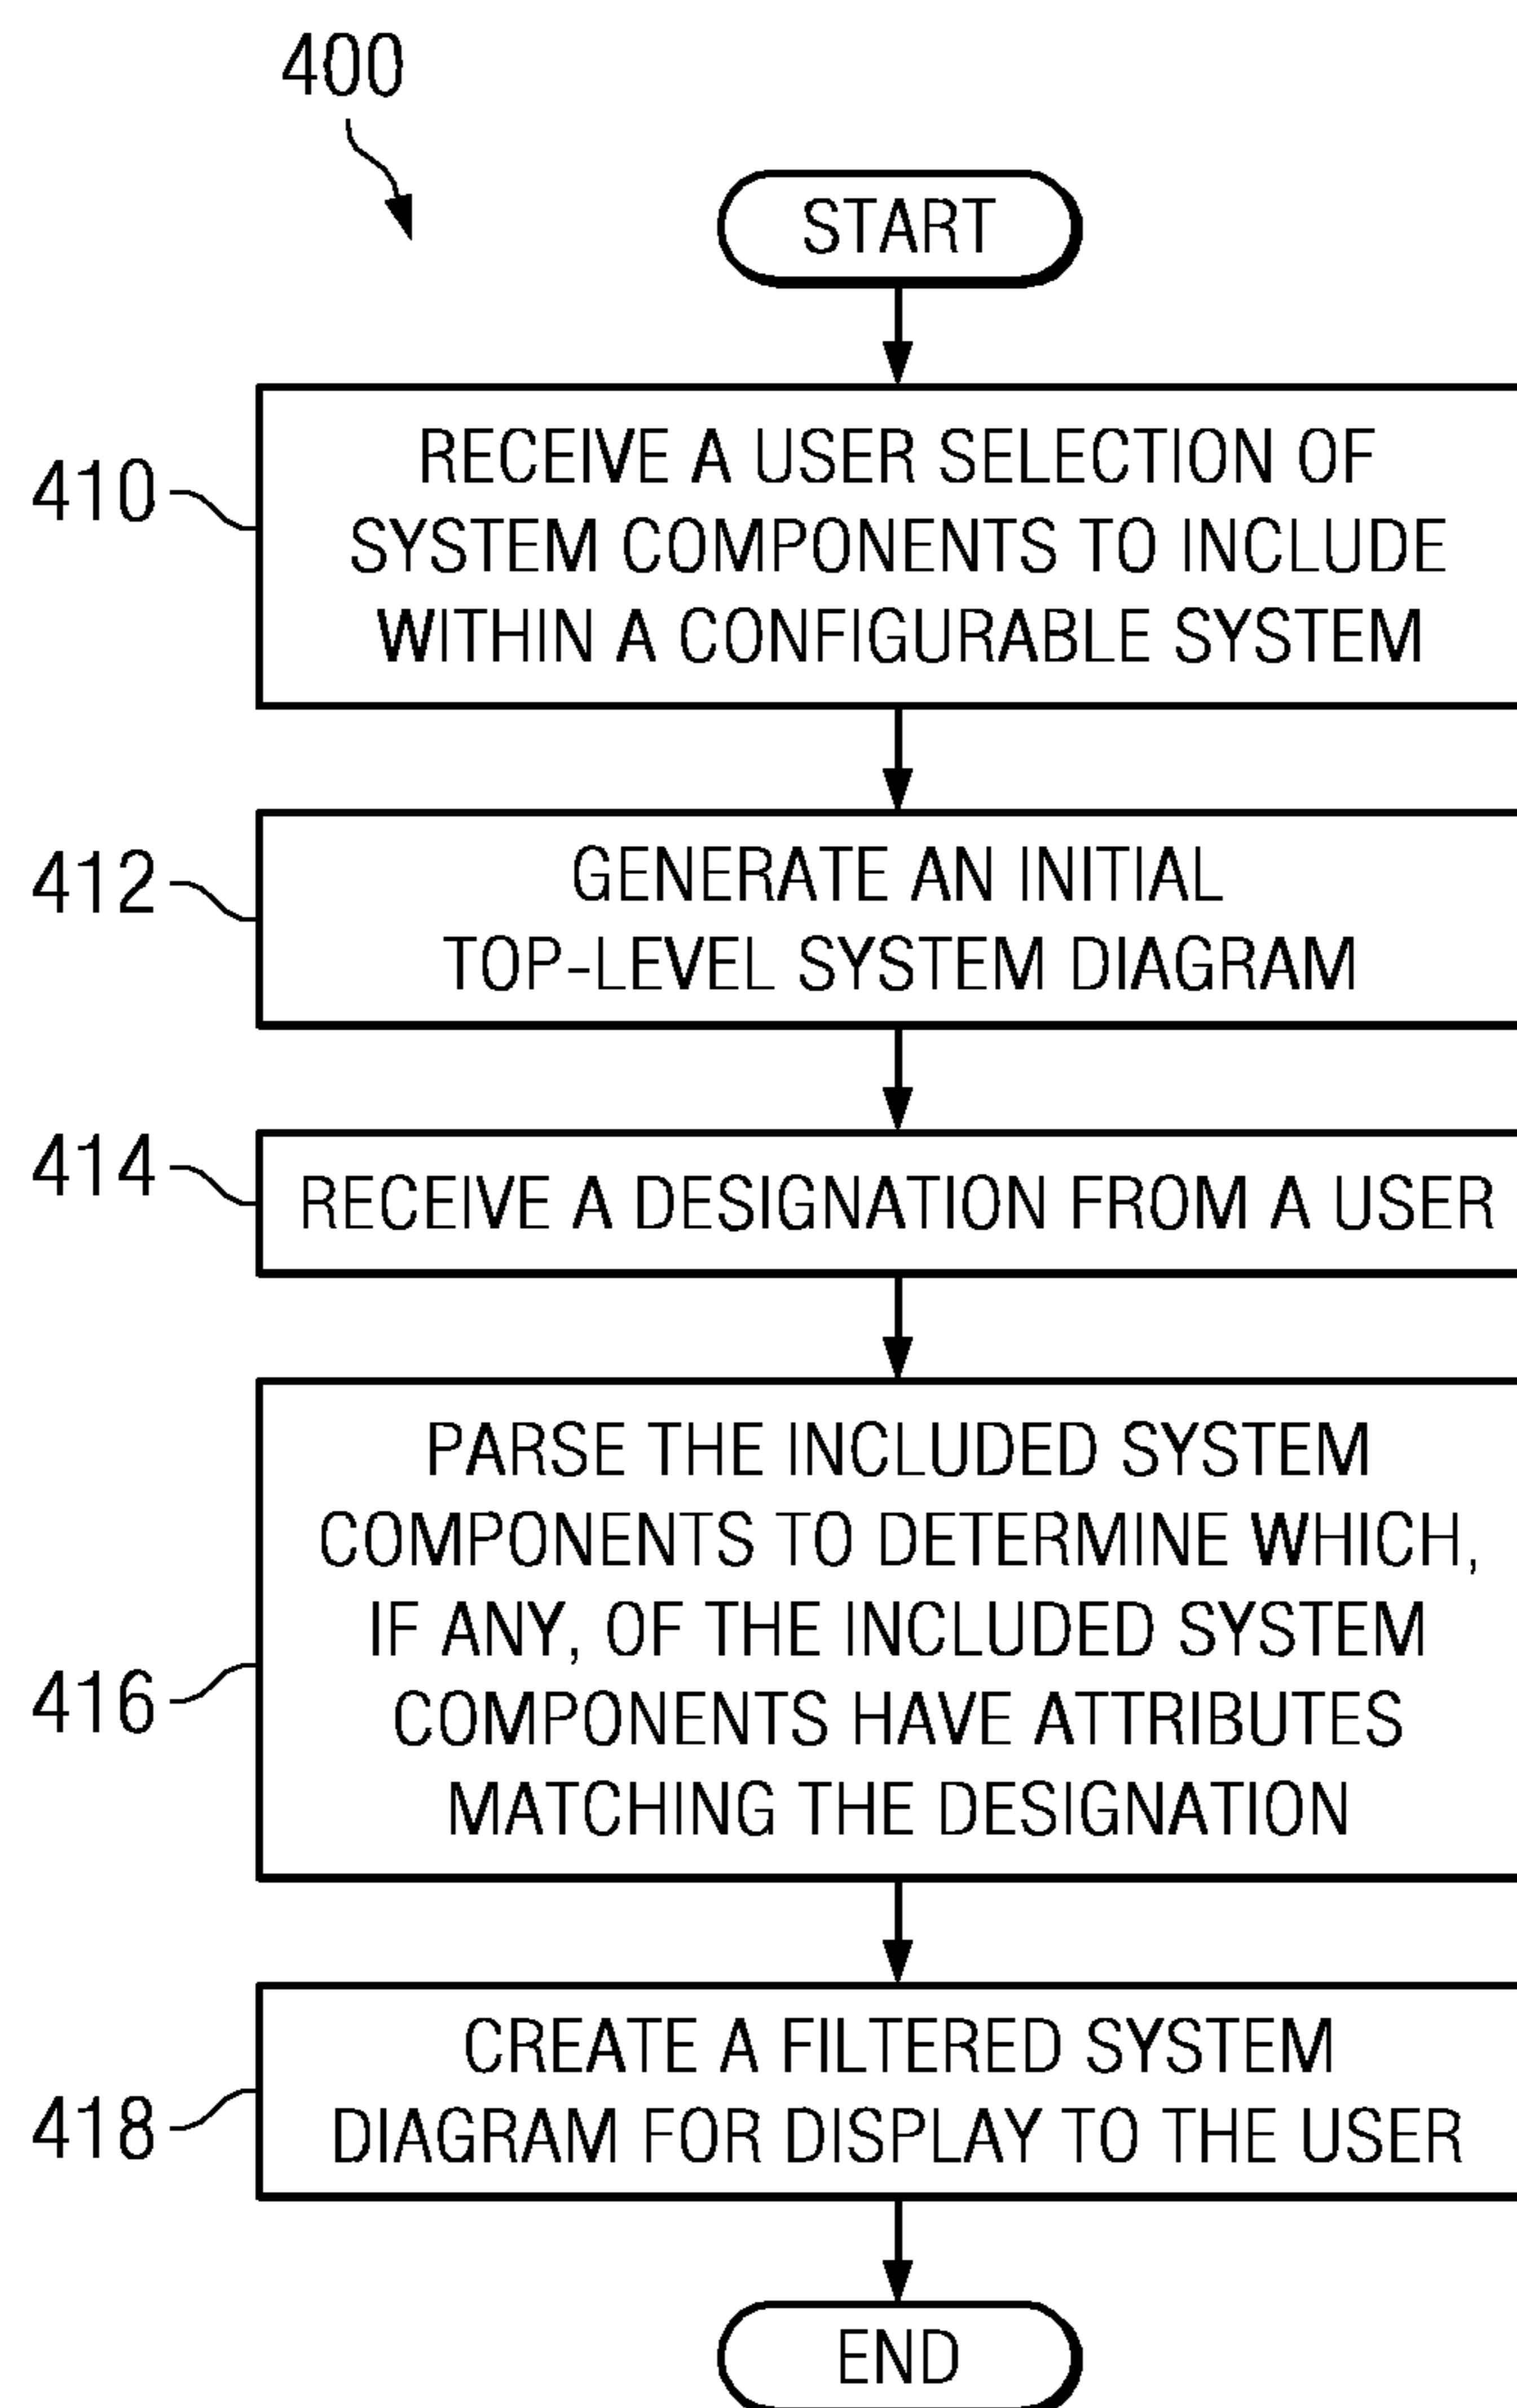 400
START
410
RECEIVE A USER SELECTION OF
SYSTEM COMPONENTS TO INCLUDE
WITHIN A CONFIGURABLE SYSTEM
412
GENERATE AN INITIAL
TOP-LEVEL SYSTEM DIAGRAM
414
RECEIVE A DESIGNATION FROM A USER
416
PARSE THE INCLUDED SYSTEM
COMPONENTS TO DETERMINE WHICH,
IF ANY, OF THE INCLUDED SYSTEM
COMPONENTS HAVE ATTRIBUTES
MATCHING THE DESIGNATION
418
CREATE A FILTERED SYSTEM
DIAGRAM FOR DISPLAY TO THE USER
END